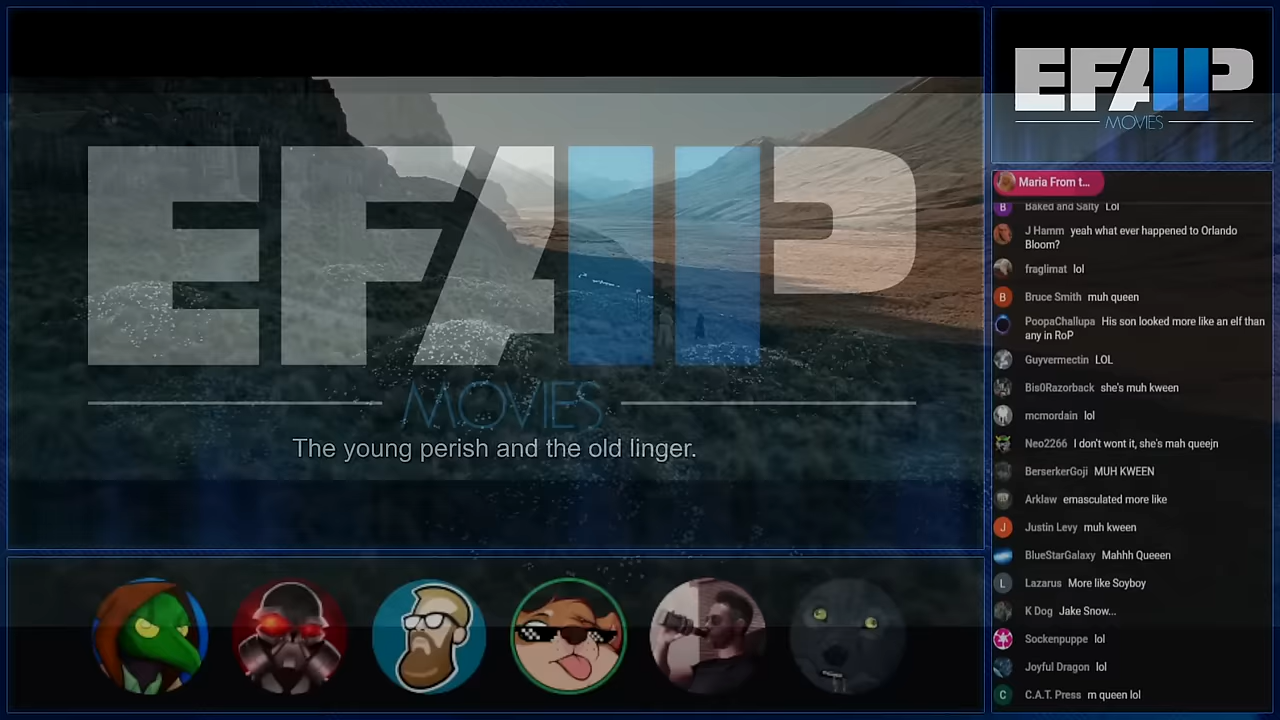 EFAP
MOVIES
The young perish and the old linger.
EFAP
MOVIES
Maria From t...
B
Baked and Salty Lol
J Hamm yeah what ever happened to Orlando
Bloom?
fraglimat lol
B
Bruce Smith muh queen
PoopaChallupa His son looked more like an elf than
any in RoP
Guyvermectin LOL
Bis0Razorback she's muh kween
mcmordain lol
Neo2266 I don't wont it, she's mah queejn
BerserkerGoji MUH KWEEN
Arklaw emasculated more like
J
Justin Levy muh kween
BlueStarGalaxy Mahhh Queeen
L
Lazarus More like Soyboy
K Dog Jake Snow...
Sockenpuppe lol
Joyful Dragon lol
C
C.A.T. Press m queen lol